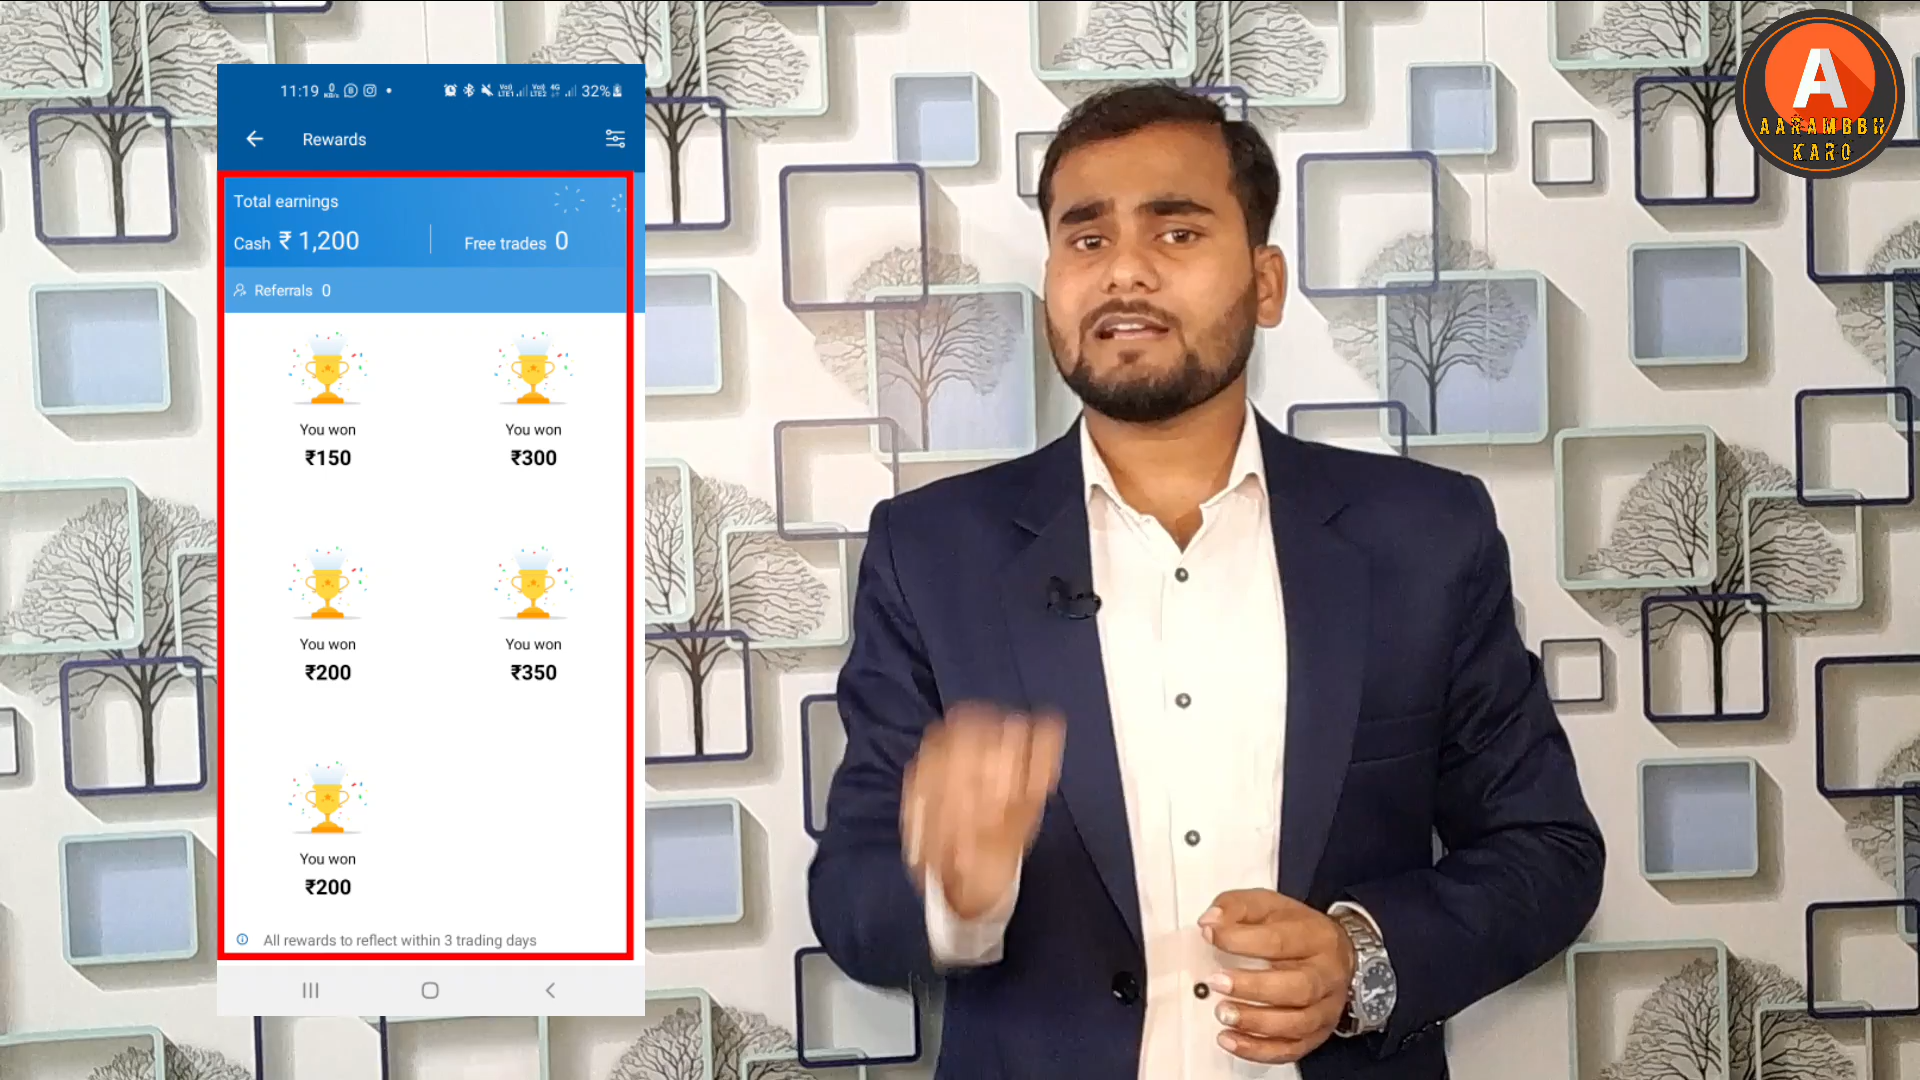 11:19
32%
Rewards
Total earnings
Cash ₹ 1,200
Free trades 0
Referrals 0
You won
₹150
You won
₹300
You won
₹200
You won
₹350
You won
₹200
All rewards to reflect within 3 trading days
A
AARAMBBH
KARO